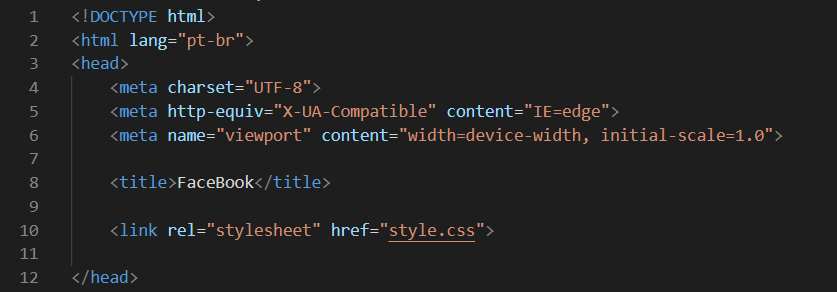 1 <!DOCTYPE html>
2 <html lang="pt-br">
3 <head>
4 <meta charset="UTF-8">
5 <meta http-equiv="X-UA-Compatible" content="IE=edge">
6 <meta name="viewport" content="width=device-width, initial-scale=1.0">
7
8 <title>FaceBook</title>
9
10 <link rel="stylesheet" href="style.css">
11
12 </head>